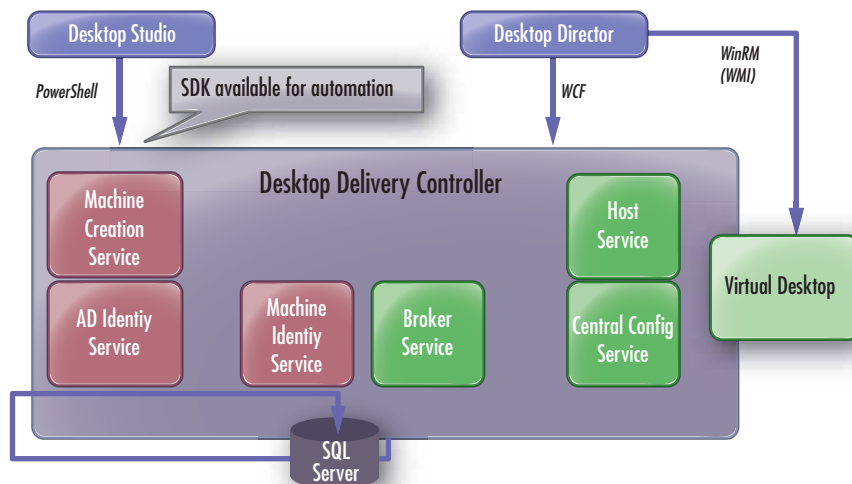 Desktop Studio
Desktop Director
PowerShell
SDK available for automation
WCF
WinRM
(WMI)
Desktop Delivery Controller
Machine
Creation
Service
Host
Service
AD Identiy
Service
Machine
Identiy
Service
Broker
Service
Central Config
Service
Virtual Desktop
SQL
Server